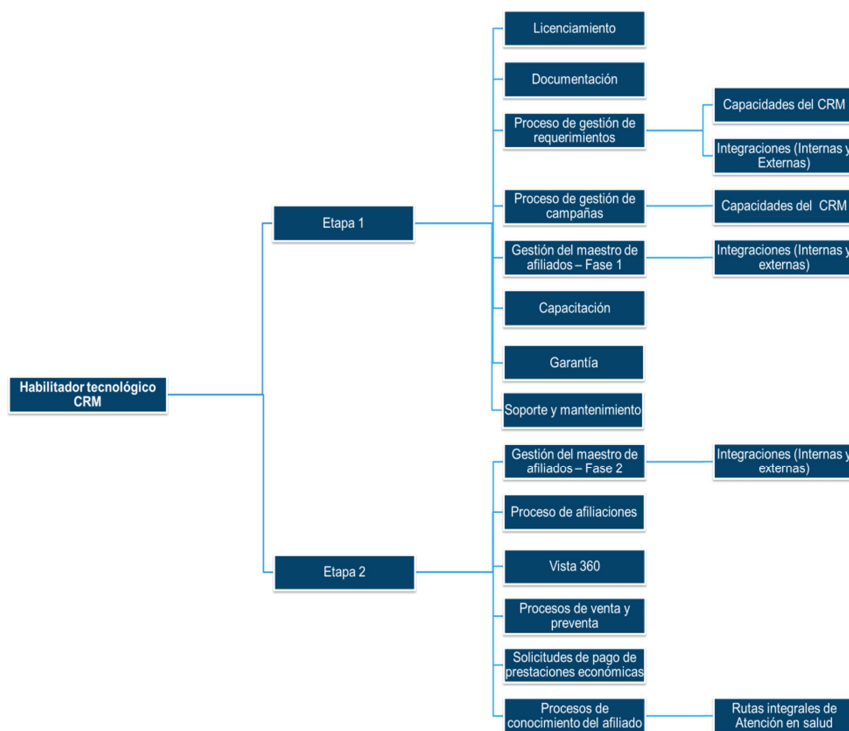 Licenciamiento
Documentación
Proceso de gestión de
requerimientos
Capacidades del CRM
Integraciones (Internas y
Externas)
Proceso de gestión de
campañas
Capacidades del CRM
Etapa 1
Gestión del maestro de
afiliados – Fase 1
Integraciones (Internas y
externas)
Capacitación
Garantía
Soporte y mantenimiento
Habilitador tecnológico
CRM
Gestión del maestro de
afiliados – Fase 2
Integraciones (Internas y
externas)
Proceso de afiliaciones
Etapa 2
Vista 360
Procesos de venta y
preventa
Solicitudes de pago de
prestaciones económicas
Procesos de
conocimiento del afiliado
Rutas integrales de
Atención en salud